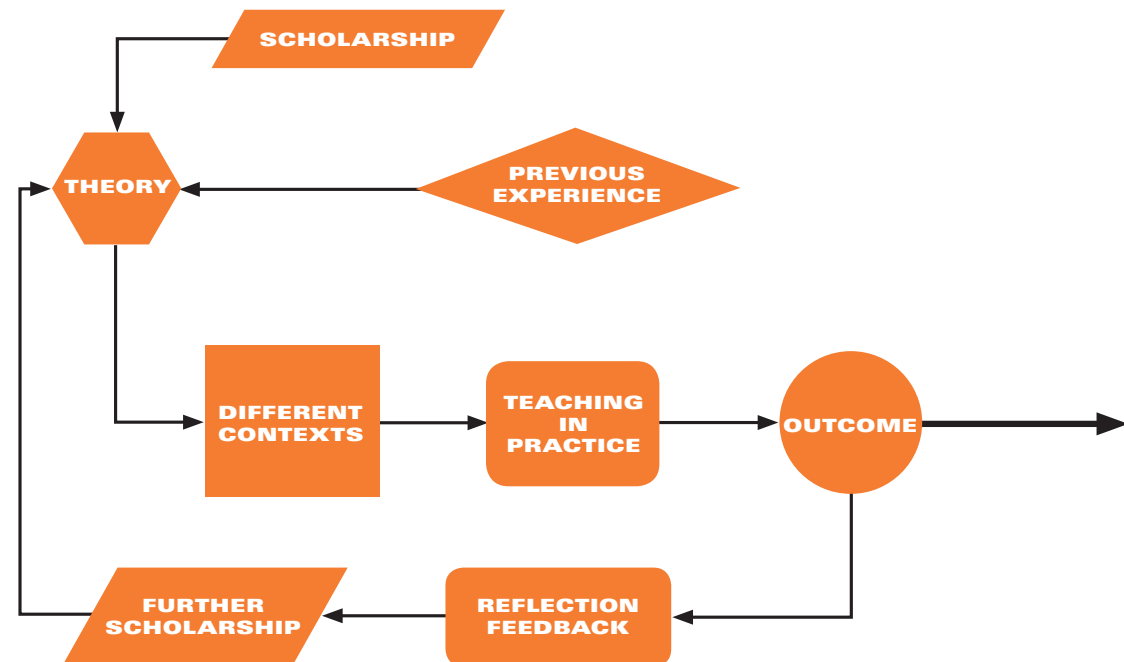 SCHOLARSHIP
THEORY
PREVIOUS
EXPERIENCE
DIFFERENT
CONTEXTS
TEACHING
IN
PRACTICE
OUTCOME
FURTHER
SCHOLARSHIP
REFLECTION
FEEDBACK